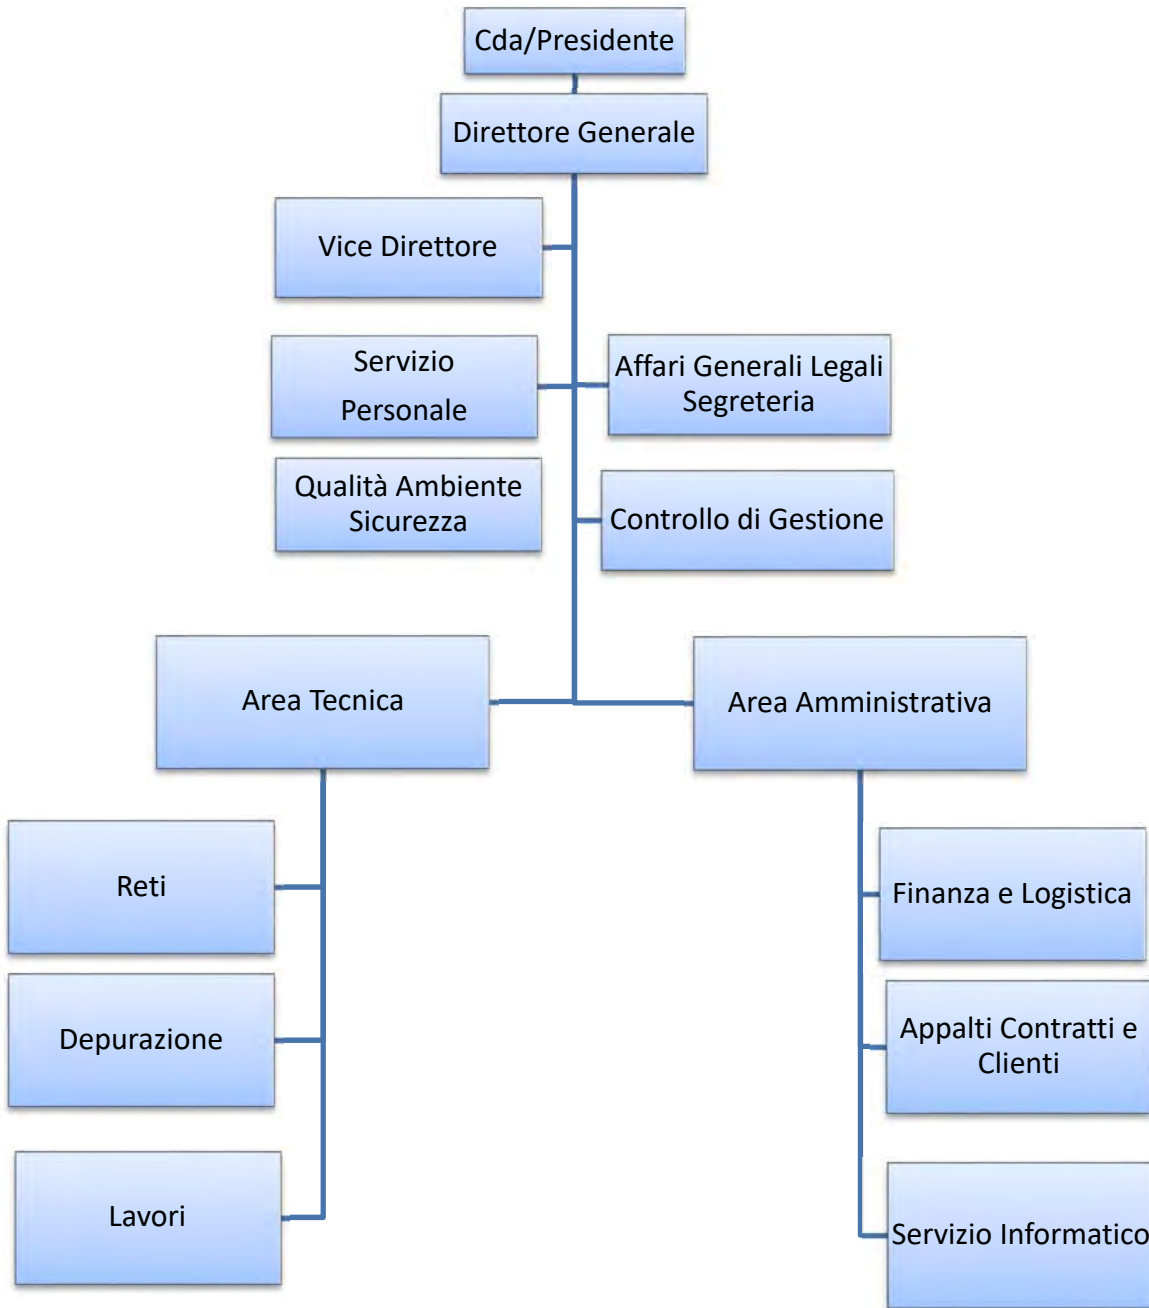 Cda/Presidente
Direttore Generale
Vice Direttore
Servizio
Personale
Affari Generali Legali
Segreteria
Qualità Ambiente
Sicurezza
Controllo di Gestione
Area Tecnica
Area Amministrativa
Reti
Finanza e Logistica
Depurazione
Appalti Contratti e
Clienti
Lavori
Servizio Informatico